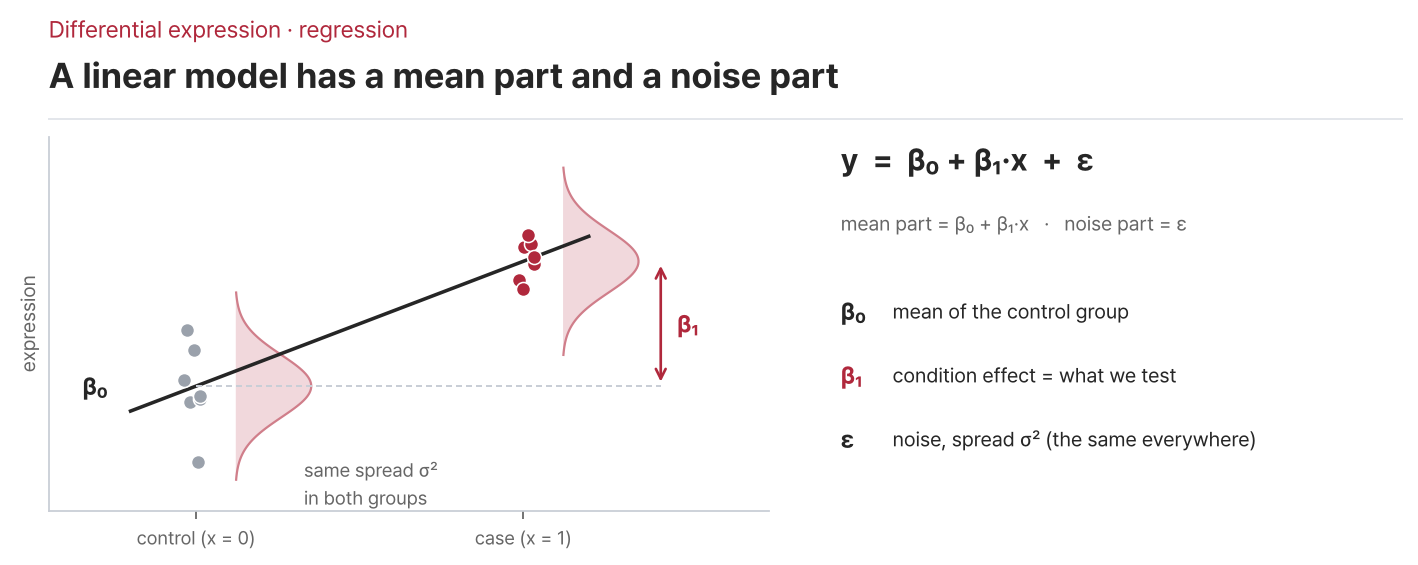 Differential expression · regression
A linear model has a mean part and a noise part
expression
β₀
β₁
same spread σ²
in both groups
control (x = 0)
case (x = 1)
y = β₀ + β₁·x + ε
mean part = β₀ + β₁·x · noise part = ε
β₀ mean of the control group
β₁ condition effect = what we test
ε noise, spread σ² (the same everywhere)